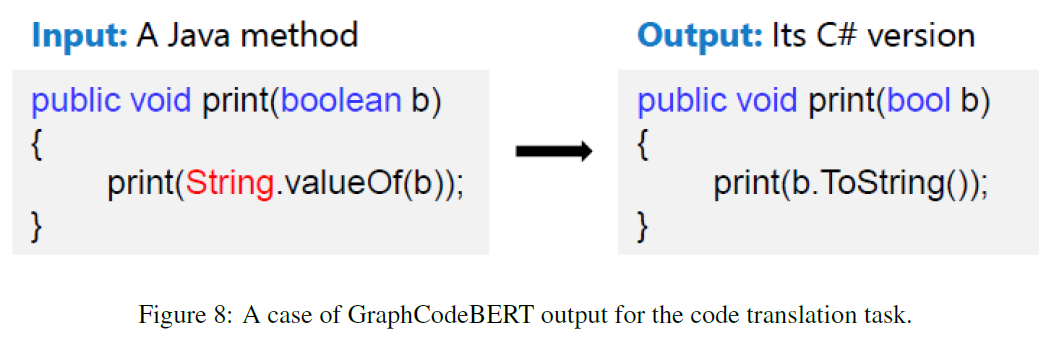 Input: A Java method
public void print(boolean b)
{
print(String.valueOf(b));
}
Output: Its C# version
public void print(bool b)
{
print(b.ToString());
}
Figure 8: A case of GraphCodeBERT output for the code translation task.